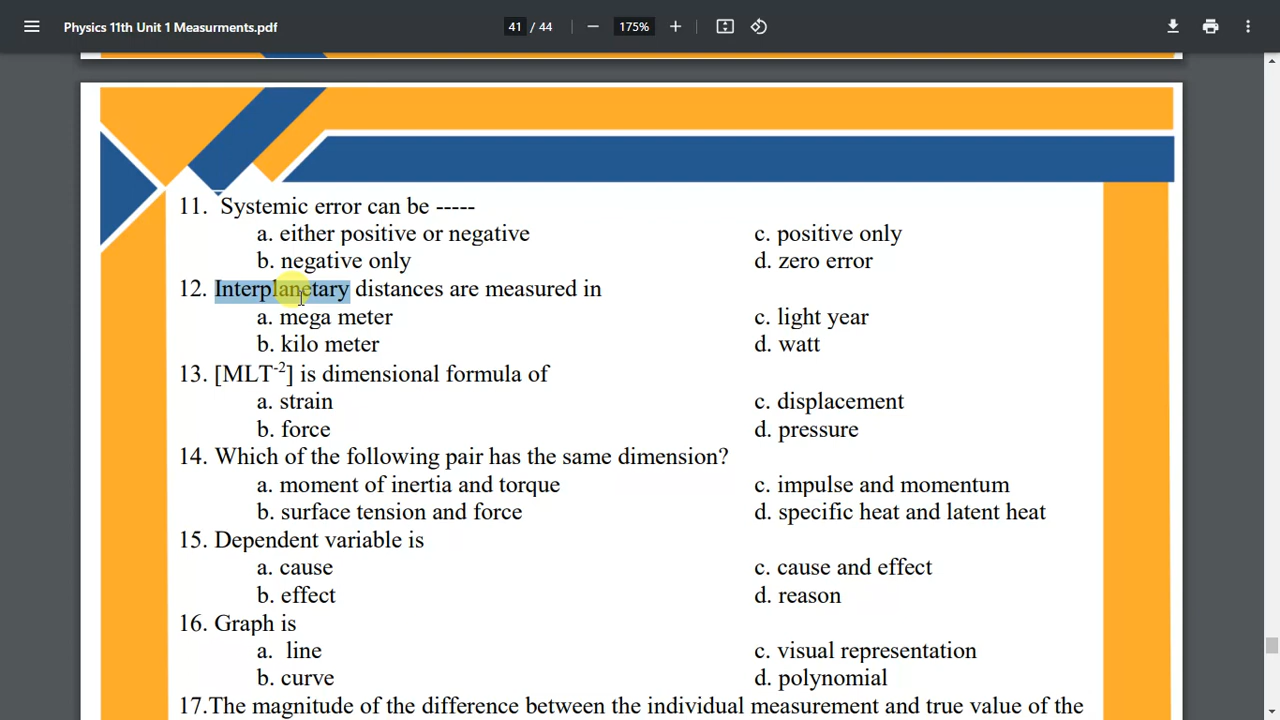 Physics 11th Unit 1 Measurments.pdf
41 / 44
175%
11. Systemic error can be -----
a. either positive or negative
c. positive only
b. negative only
d. zero error
12. Interplanetary distances are measured in
a. mega meter
c. light year
b. kilo meter
d. watt
13. [MLT⁻²] is dimensional formula of
a. strain
c. displacement
b. force
d. pressure
14. Which of the following pair has the same dimension?
a. moment of inertia and torque
c. impulse and momentum
b. surface tension and force
d. specific heat and latent heat
15. Dependent variable is
a. cause
c. cause and effect
b. effect
d. reason
16. Graph is
a. line
c. visual representation
b. curve
d. polynomial
17.The magnitude of the difference between the individual measurement and true value of the